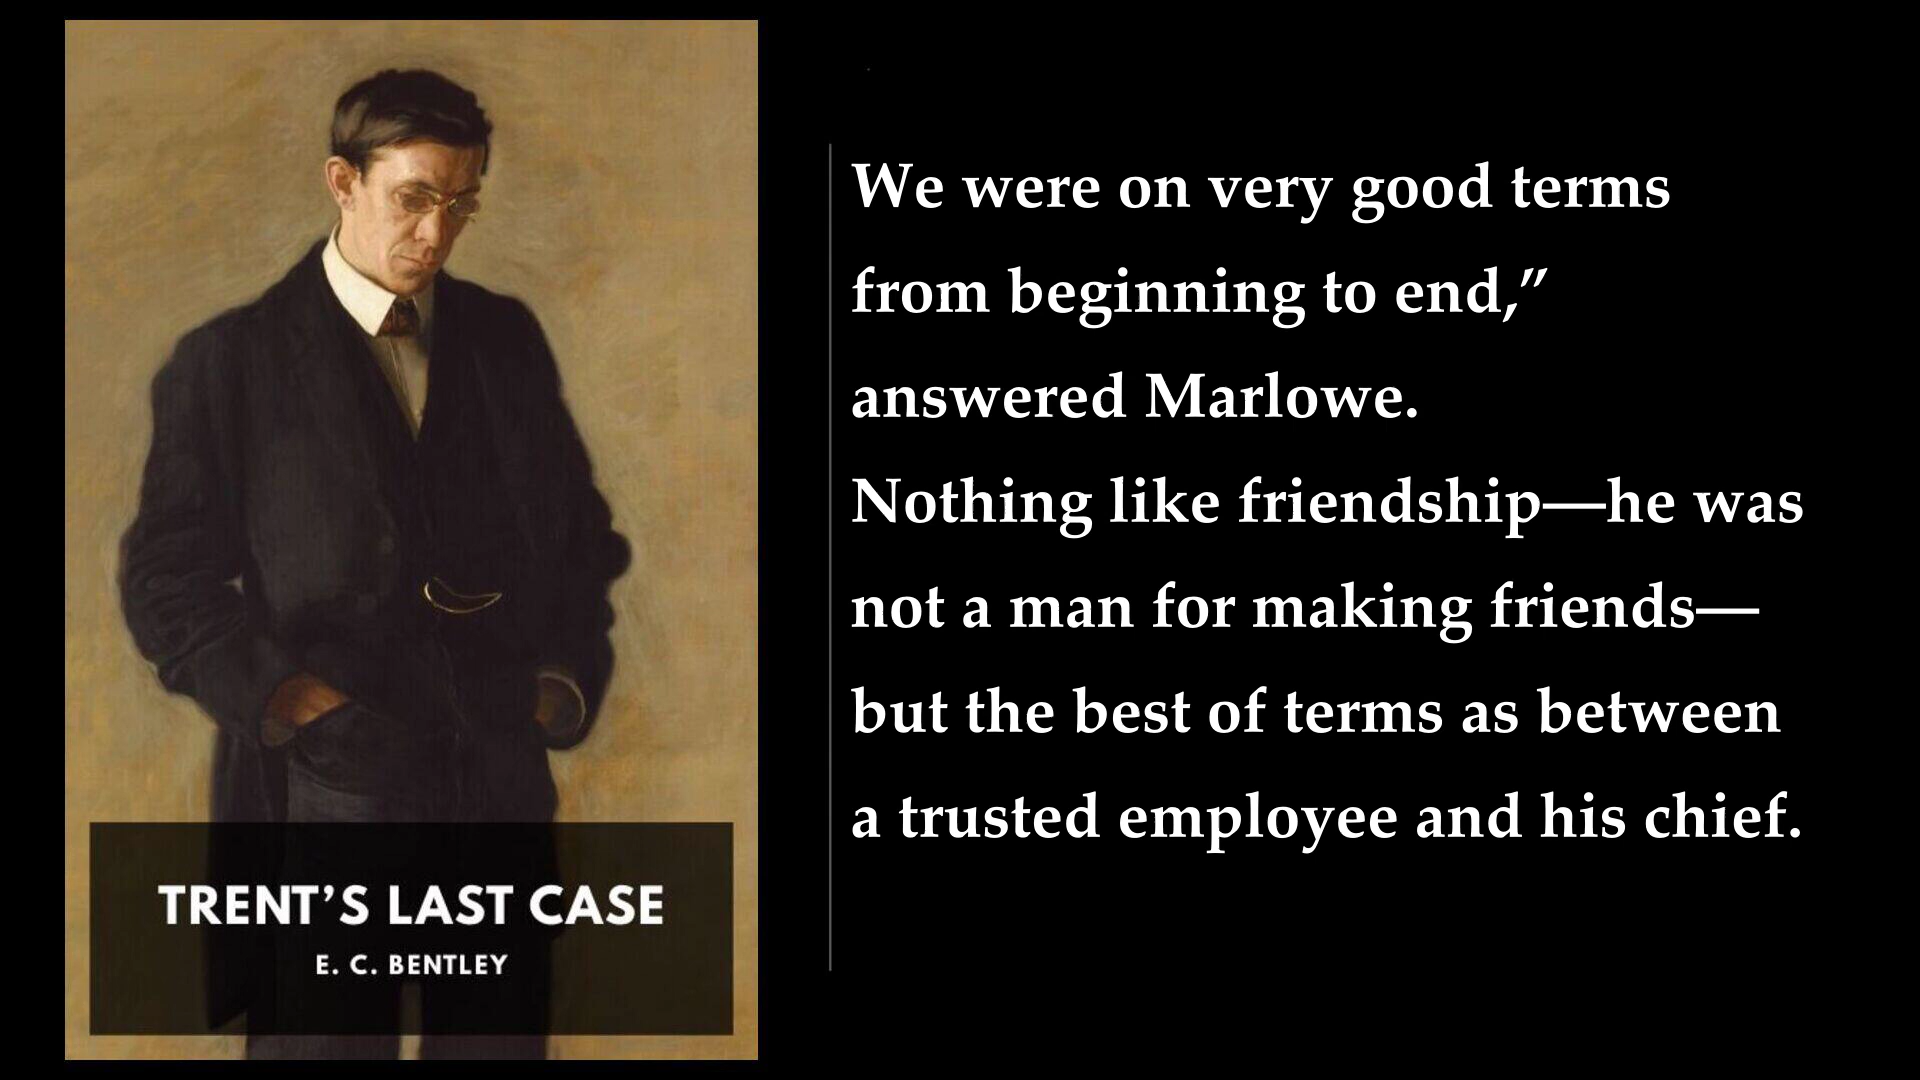 TRENT’S LAST CASE
E. C. BENTLEY
We were on very good terms
from beginning to end,”
answered Marlowe.
Nothing like friendship—he was
not a man for making friends—
but the best of terms as between
a trusted employee and his chief.